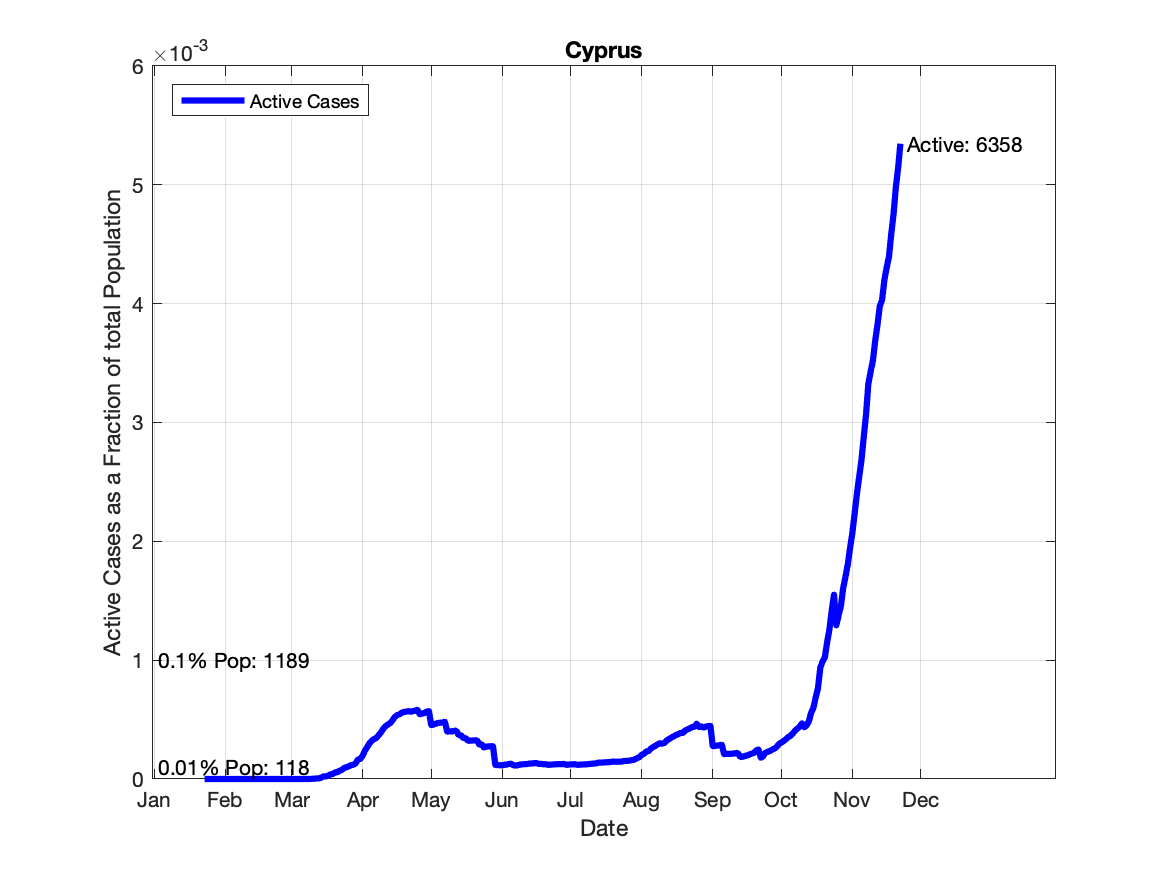 Cyprus
×10-3
6
5
4
3
2
1
0
Active Cases
Active: 6358
0.1% Pop: 1189
0.01% Pop: 118
Active Cases as a Fraction of total Population
Jan Feb Mar Apr May Jun Jul Aug Sep Oct Nov Dec
Date